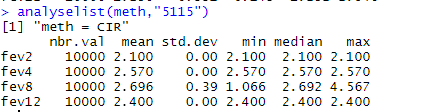 > analyselist(meth,"5115")
[1] "meth = CIR"
nbr.val mean std.dev min median max
fev2 10000 2.100 0.00 2.100 2.100 2.100
fev4 10000 2.570 0.00 2.570 2.570 2.570
fev8 10000 2.696 0.39 1.066 2.692 4.567
fev12 10000 2.400 0.00 2.400 2.400 2.400